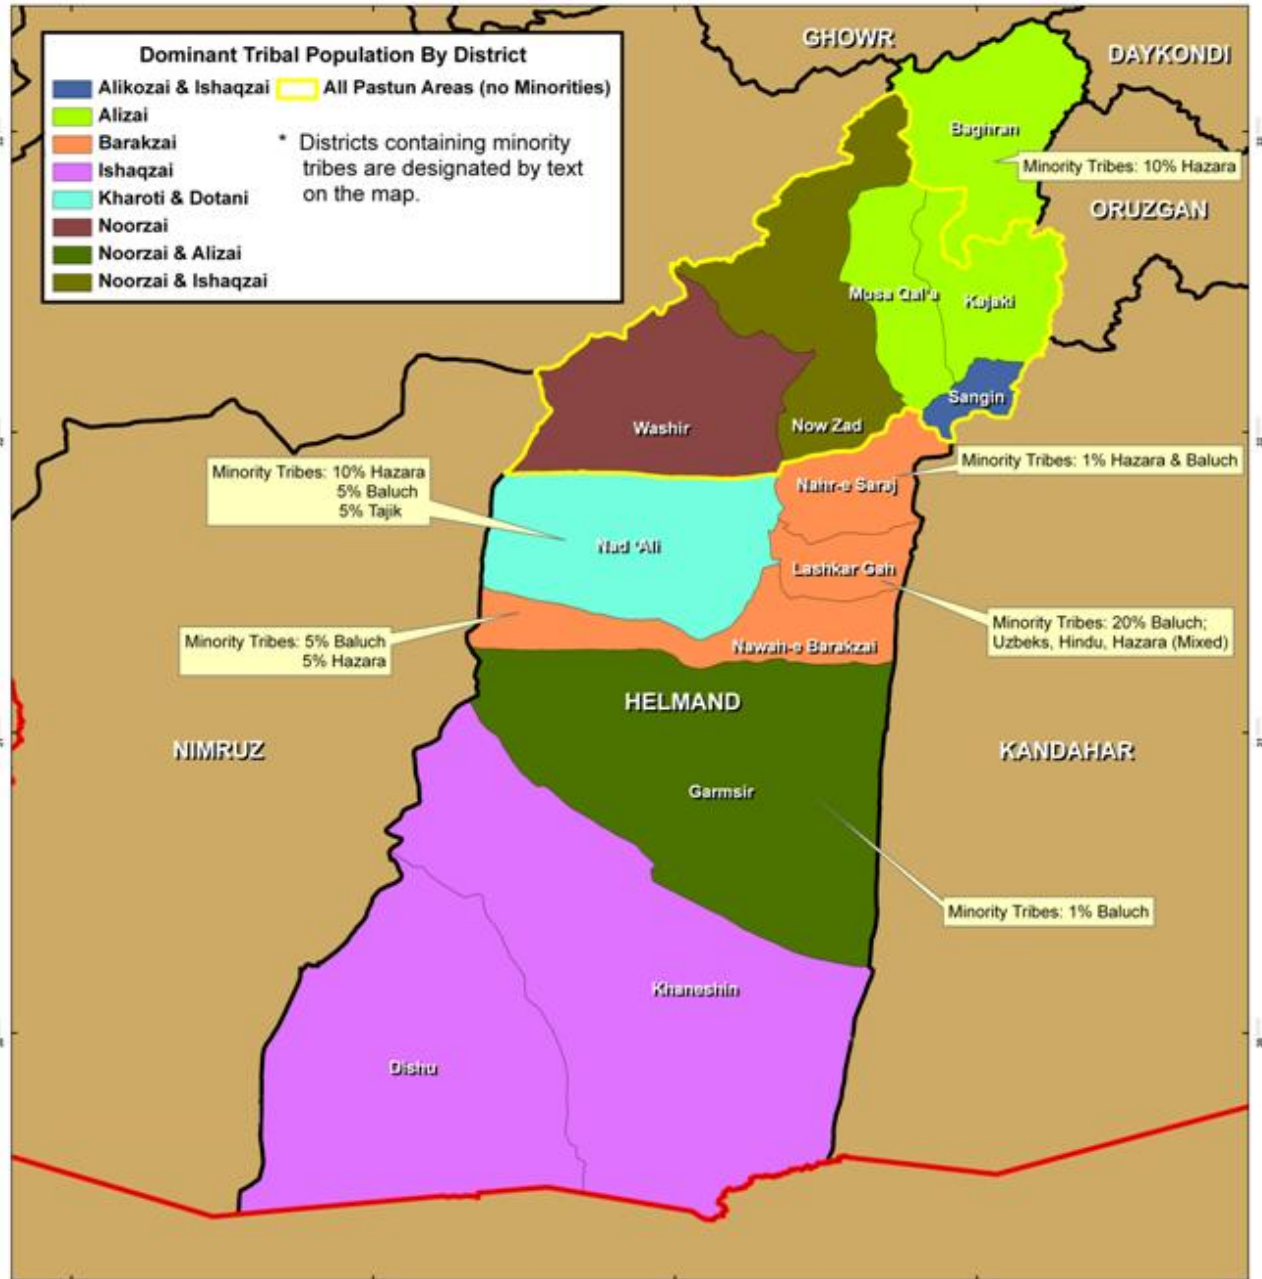 GHOWR
DAYKONDI
Dominant Tribal Population By District
Alikozai & Ishaqzai
All Pastun Areas (no Minorities)
Alizai
Barakzai
Ishaqzai
Kharoti & Dotani
Noorzai
Noorzai & Alizai
Noorzai & Ishaqzai
* Districts containing minority
tribes are designated by text
on the map.
Baghran
Minority Tribes: 10% Hazara
ORUZGAN
Musa Qal'a
Kajaki
Sangin
Washir
Now Zad
Minority Tribes: 10% Hazara
5% Baluch
5% Tajik
Minority Tribes: 1% Hazara & Baluch
Nahr-e Saraj
Nad 'Ali
Lashkar Gah
Minority Tribes: 20% Baluch;
Uzbeks, Hindu, Hazara (Mixed)
Minority Tribes: 5% Baluch
5% Hazara
Nawah-e Barakzai
HELMAND
NIMRUZ
KANDAHAR
Garmsir
Minority Tribes: 1% Baluch
Khaneshin
Dishu